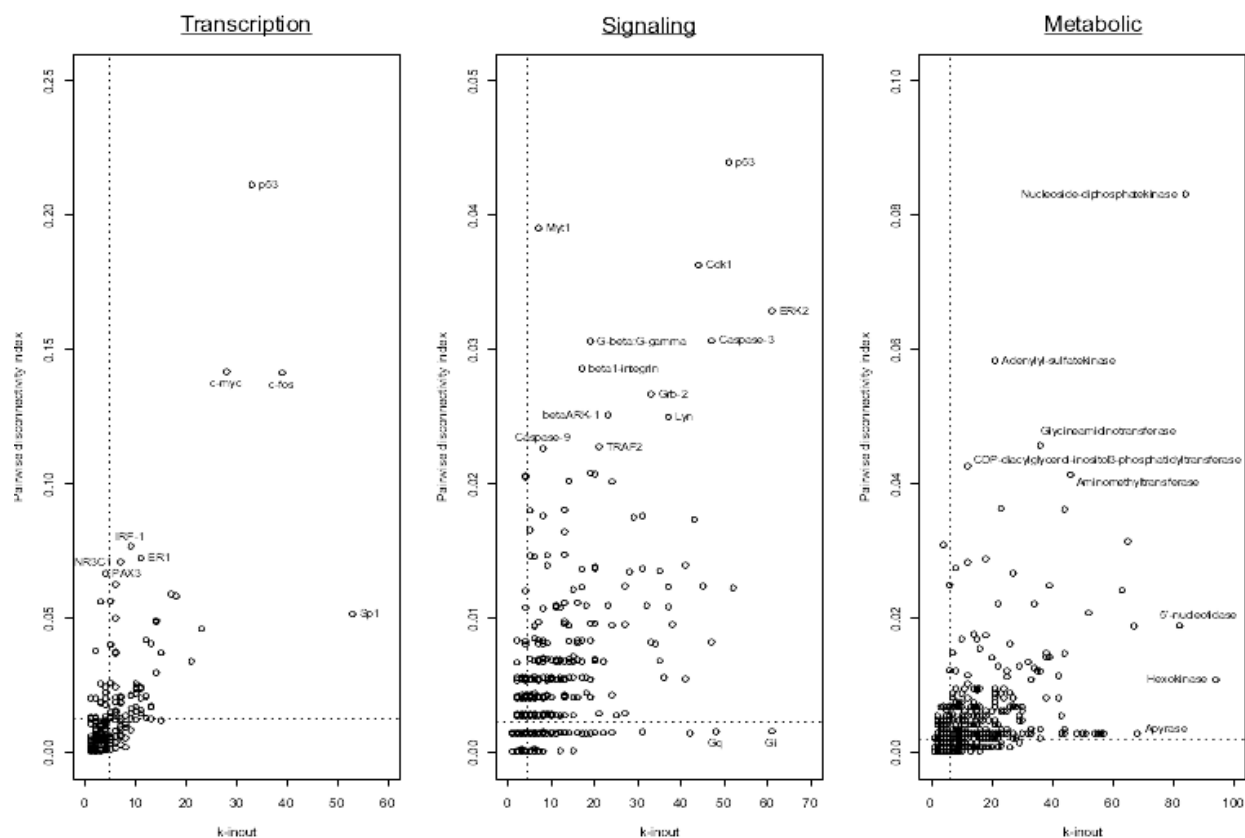 Transcription
Pairwise disconnectivity index
0.25
0.20
0.15
0.10
0.05
0.00
p53
c-myc
c-fos
IRF-1
NR3C1
ER1
PAX3
Sp1
0 10 20 30 40 50 60
k-inout
Signaling
Pairwise disconnectivity index
0.05
0.04
0.03
0.02
0.01
0.00
p53
Myt1
Cdk1
ERK2
G-beta:G-gamma
Caspase-3
beta1-integrin
Grb-2
betaARK-1
Lyn
Caspase-9
TRAF2
Gq
Gi
0 10 20 30 40 50 60 70
k-inout
Metabolic
Pairwise disconnectivity index
0.10
0.08
0.06
0.04
0.02
0.00
Nucleoside-diphosphatekinase
Adenylyl-sulfatekinase
Glycineamidinotransferase
CDP-diacylglycerol-inositol3-phosphatidyltransferase
Aminomethyltransferase
5'-nucleotidase
Hexokinase
Apyrase
0 20 40 60 80 100
k-inout